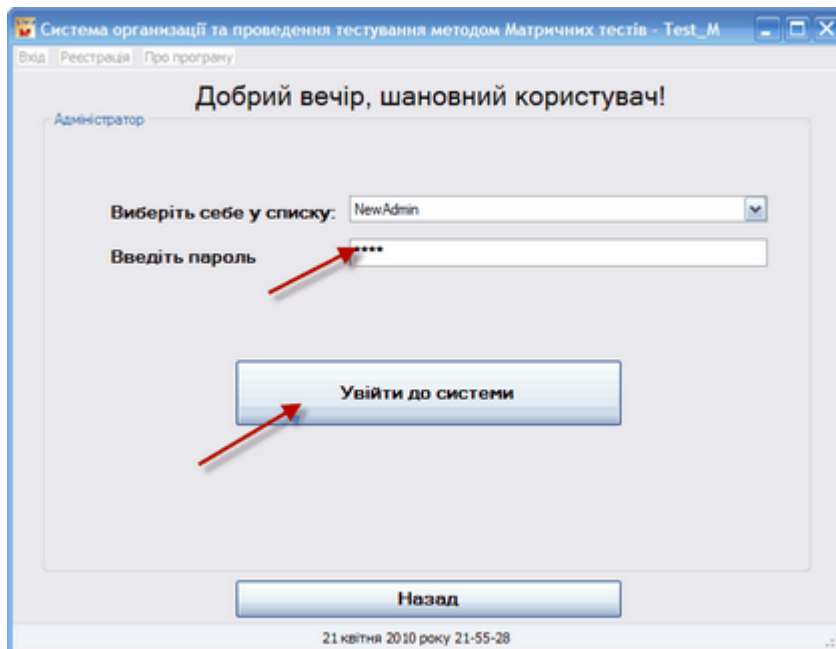 Система организації та проведення тестування методом Матричних тестів - Test_M
Вхід Реєстрація Про програму
Добрий вечір, шановний користувач!
Адміністратор
Виберіть себе у списку: NewAdmin
Введіть пароль ****
Увійти до системи
Назад
21 квітня 2010 року 21-55-28